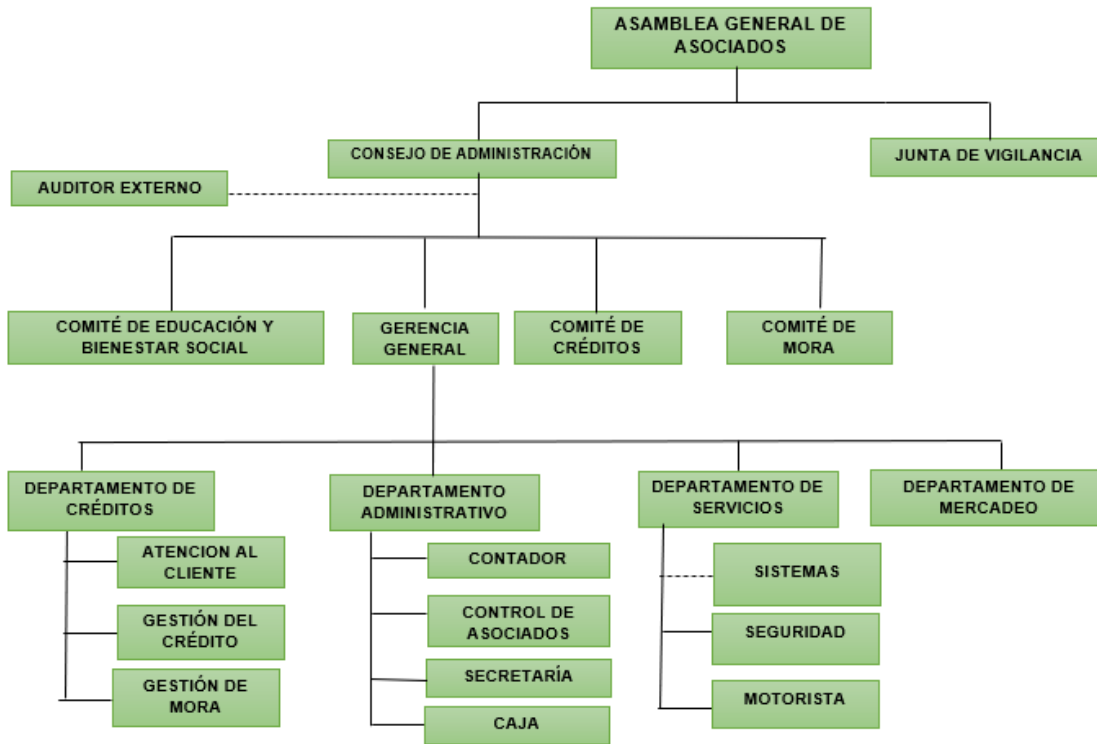 ASAMBLEA GENERAL DE
ASOCIADOS
CONSEJO DE ADMINISTRACIÓN
JUNTA DE VIGILANCIA
AUDITOR EXTERNO
COMITÉ DE EDUCACIÓN Y
BIENESTAR SOCIAL
GERENCIA
GENERAL
COMITÉ DE
CRÉDITOS
COMITÉ DE
MORA
DEPARTAMENTO DE
CRÉDITOS
DEPARTAMENTO
ADMINISTRATIVO
DEPARTAMENTO DE
SERVICIOS
DEPARTAMENTO DE
MERCADEO
ATENCION AL
CLIENTE
GESTIÓN DEL
CRÉDITO
GESTIÓN DE
MORA
CONTADOR
CONTROL DE
ASOCIADOS
SECRETARÍA
CAJA
SISTEMAS
SEGURIDAD
MOTORISTA